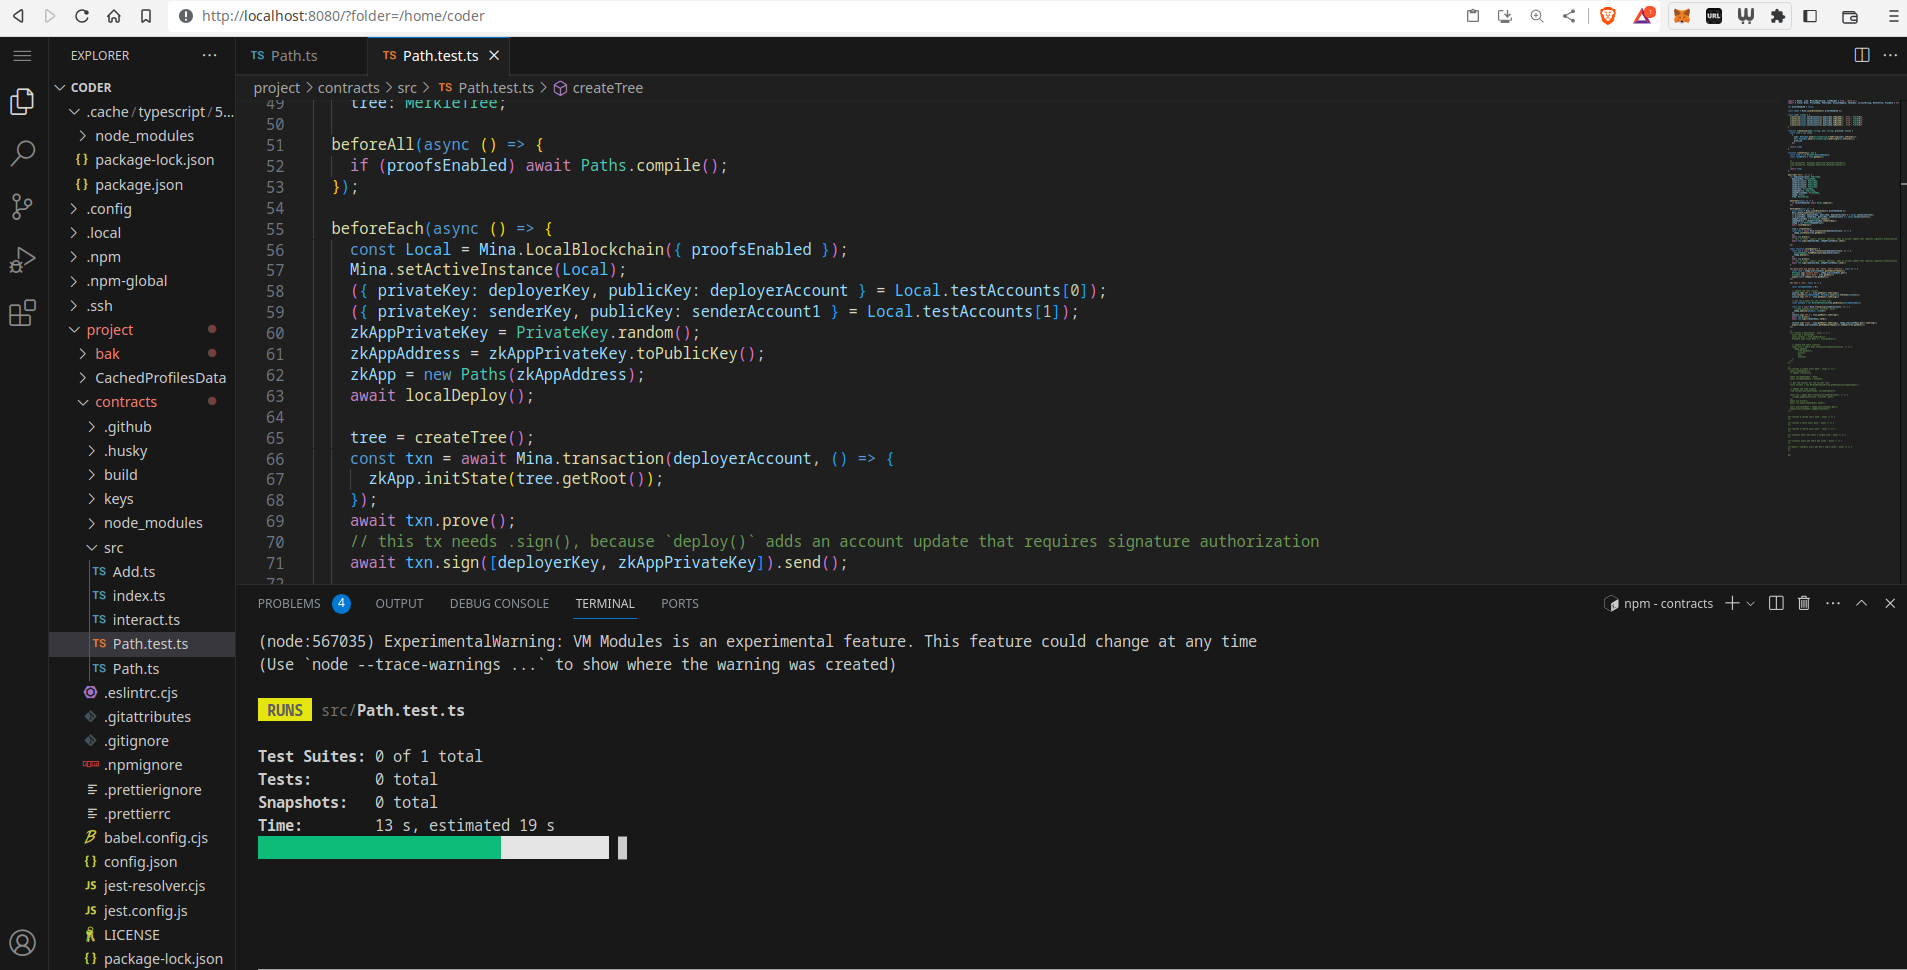 http://localhost:8080/?folder=/home/coder
URL
EXPLORER
CODER
.cache / typescript / 5...
node_modules
{} package-lock.json
{} package.json
.config
.local
.npm
.npm-global
.ssh
project
bak
CachedProfilesData
contracts
.github
.husky
build
keys
node_modules
src
TS Add.ts
TS index.ts
TS interact.ts
TS Path.test.ts
TS Path.ts
.eslintrc.cjs
.gitattributes
.gitignore
.npmignore
.prettierignore
.prettierrc
babel.config.cjs
{} config.json
JS jest-resolver.cjs
JS jest.config.js
LICENSE
{} package-lock.json
TS Path.ts
TS Path.test.ts
project > contracts > src > TS Path.test.ts > createTree
49 tree: MerkleTree;
50
51 beforeAll(async () => {
52 if (proofsEnabled) await Paths.compile();
53 });
54
55 beforeEach(async () => {
56 const Local = Mina.LocalBlockchain({ proofsEnabled });
57 Mina.setActiveInstance(Local);
58 ({ privateKey: deployerKey, publicKey: deployerAccount } = Local.testAccounts[0]);
59 ({ privateKey: senderKey, publicKey: senderAccount1 } = Local.testAccounts[1]);
60 zkAppPrivateKey = PrivateKey.random();
61 zkAppAddress = zkAppPrivateKey.toPublicKey();
62 zkApp = new Paths(zkAppAddress);
63 await localDeploy();
64
65 tree = createTree();
66 const txn = await Mina.transaction(deployerAccount, () => {
67 zkApp.initState(tree.getRoot());
68 });
69 await txn.prove();
70 // this tx needs .sign(), because `deploy()` adds an account update that requires signature authorization
71 await txn.sign([deployerKey, zkAppPrivateKey]).send();
72
PROBLEMS 4 OUTPUT DEBUG CONSOLE TERMINAL PORTS
npm - contracts
(node:567035) ExperimentalWarning: VM Modules is an experimental feature. This feature could change at any time
(Use `node --trace-warnings ...` to show where the warning was created)
RUNS src/Path.test.ts
Test Suites: 0 of 1 total
Tests: 0 total
Snapshots: 0 total
Time: 13 s, estimated 19 s